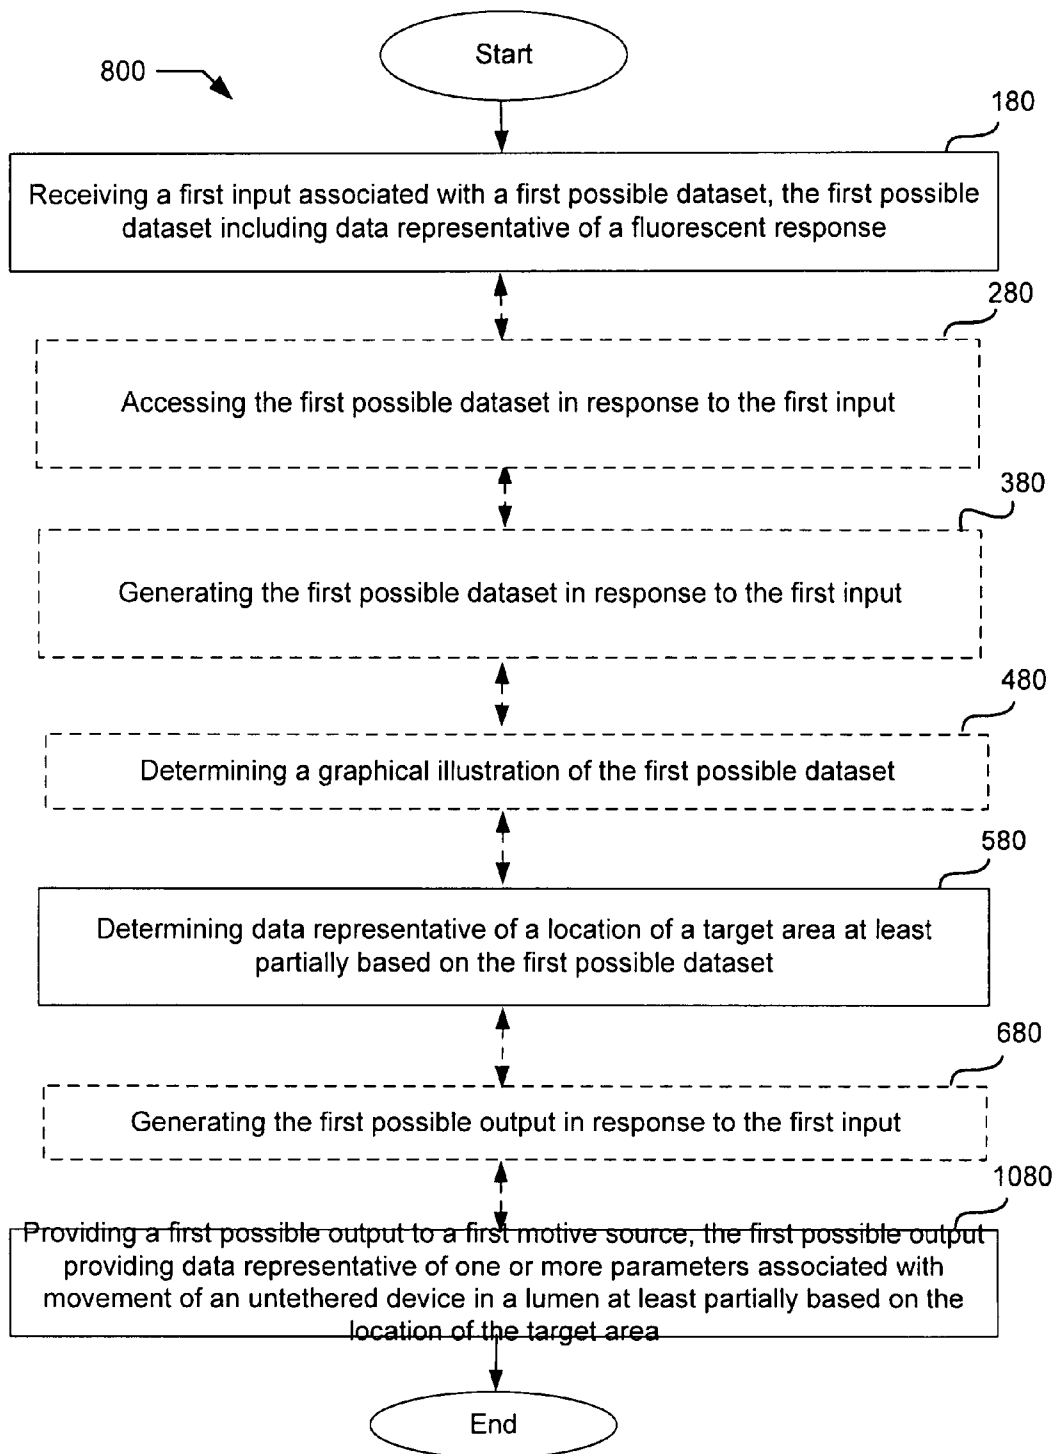 Start
800
180
Receiving a first input associated with a first possible dataset, the first possible
dataset including data representative of a fluorescent response
280
Accessing the first possible dataset in response to the first input
380
Generating the first possible dataset in response to the first input
480
Determining a graphical illustration of the first possible dataset
580
Determining data representative of a location of a target area at least
partially based on the first possible dataset
680
Generating the first possible output in response to the first input
1080
Providing a first possible output to a first motive source, the first possible output
providing data representative of one or more parameters associated with
movement of an untethered device in a lumen at least partially based on the
location of the target area
End